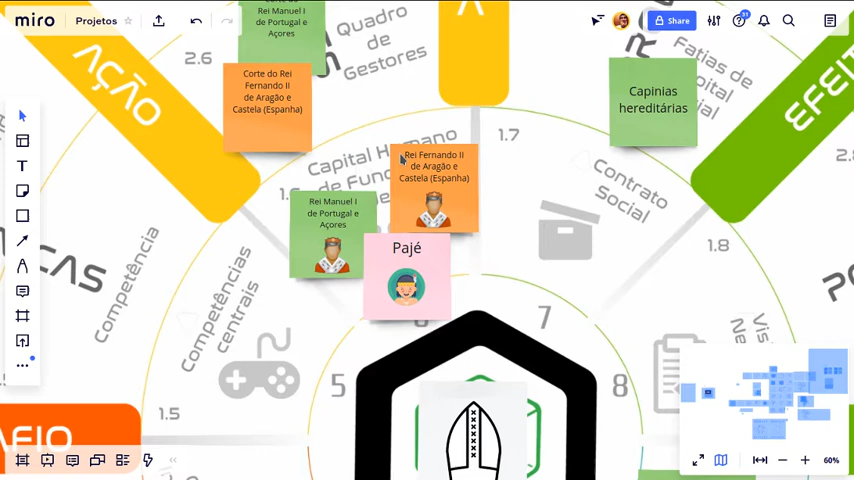 miro
Projetos
Share
31
2.6
Rei Manuel I
de Portugal e
Açores
Quadro
de
Gestores
Corte do Rei
Fernando II
de Aragão e
Castela (Espanha)
AÇÃO
Capinias
hereditárias
Fatias de
1.7
Capital Humano
de
Rei Fernando II
de Aragão e
Castela (Espanha)
Rei Manuel I
de Portugal e
Açores
Pajé
Contrato
Social
1.8
Competência
Competências
centrais
1.5
5
7
8
60%